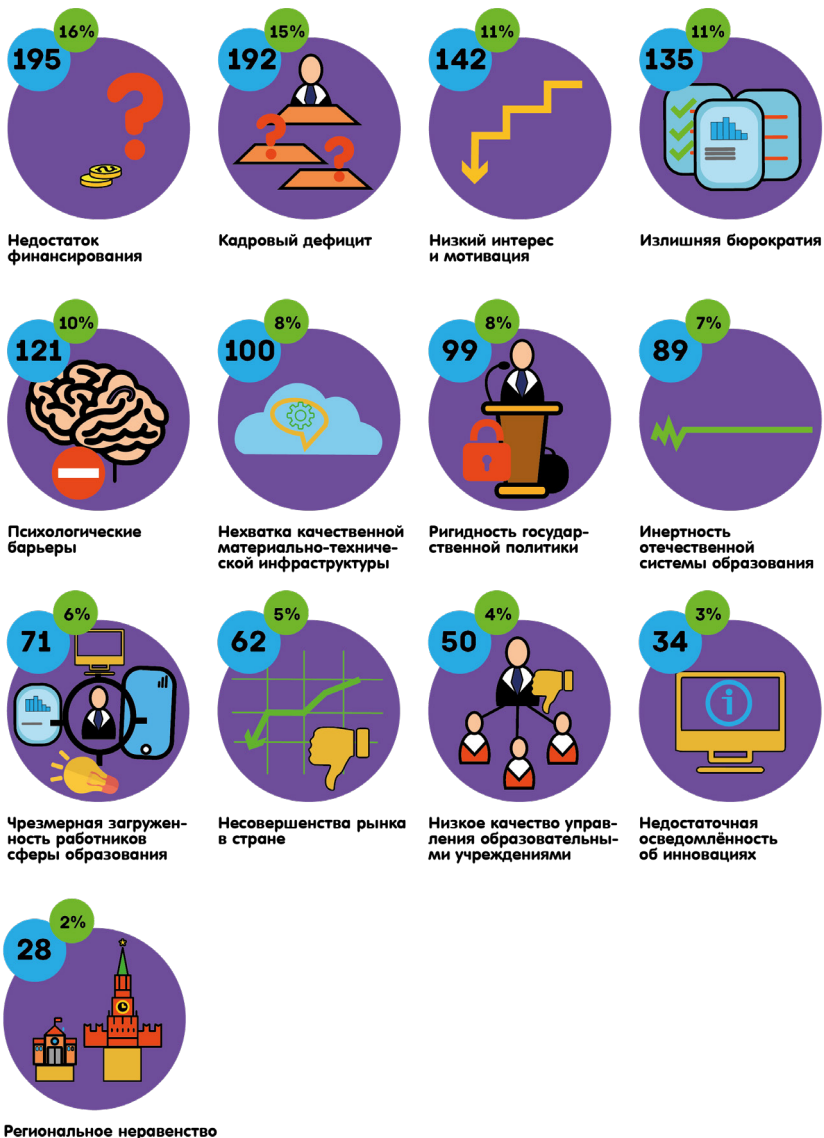 16%
195
Недостаток
финансирования
15%
192
Кадровый дефицит
11%
142
Низкий интерес
и мотивация
11%
135
Излишняя бюрократия
10%
121
Психологические
барьеры
8%
100
Нехватка качественной
материально-техниче-
ской инфраструктуры
8%
99
Ригидность государ-
ственной политики
7%
89
Инертность
отечественной
системы образования
6%
71
Чрезмерная загружен-
ность работников
сферы образования
5%
62
Несовершенства рынка
в стране
4%
50
Низкое качество управ-
ления образовательны-
ми учреждениями
3%
34
Недостаточная
осведомлённость
об инновациях
2%
28
Региональное неравенство